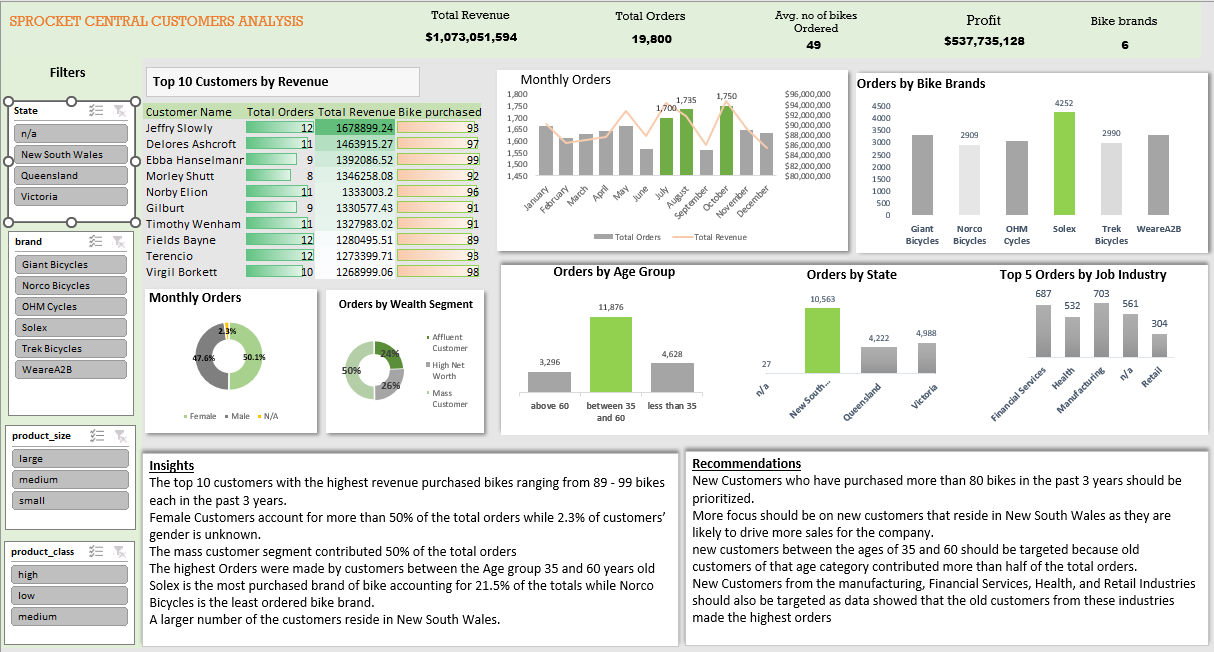 SPROCKET CENTRAL CUSTOMERS ANALYSIS
Total Revenue
$1,073,051,594
Total Orders
19,800
Avg. no of bikes
Ordered
49
Profit
$537,735,128
Bike brands
6
Filters
State
n/a
New South Wales
Queensland
Victoria
brand
Giant Bicycles
Norco Bicycles
OHM Cycles
Solex
Trek Bicycles
WeareA2B
product_size
large
medium
small
product_class
high
low
medium
Top 10 Customers by Revenue
Customer Name Total Orders Total Revenue Bike purchased
Jeffry Slowly 12 1678899.24 93
Delores Ashcroft 11 1463915.27 97
Ebba Hanselmann 9 1392086.52 99
Morley Shutt 8 1346258.08 92
Norby Elion 11 1333003.2 96
Gilburt 9 1330577.43 91
Timothy Wenham 11 1327983.02 91
Fields Bayne 12 1280495.51 89
Terencio 12 1273399.71 93
Virgil Borkett 10 1268999.06 98
Monthly Orders
1,800
1,750
1,700
1,650
1,600
1,550
1,500
1,450
1,700
1,735
1,750
$96,000,000
$94,000,000
$92,000,000
$90,000,000
$88,000,000
$86,000,000
$84,000,000
$82,000,000
$80,000,000
January
February
March
April
May
June
July
August
September
October
November
December
Total Orders
Total Revenue
Orders by Bike Brands
4500
4000
3500
3000
2500
2000
1500
1000
500
0
2909
4252
2990
Giant
Bicycles
Norco
Bicycles
OHM
Cycles
Solex
Trek
Bicycles
WeareA2B
Monthly Orders
2.3%
47.6%
50.1%
Female
Male
N/A
Orders by Wealth Segment
24%
50%
26%
Affluent
Customer
High Net
Worth
Mass
Customer
Orders by Age Group
3,296
11,876
4,628
above 60
between 35
and 60
less than 35
Orders by State
27
10,563
4,222
4,988
n/a
New South...
Queensland
Victoria
Top 5 Orders by Job Industry
687
532
703
561
304
Financial Services
Health
Manufacturing
n/a
Retail
Insights
The top 10 customers with the highest revenue purchased bikes ranging from 89 - 99 bikes
each in the past 3 years.
Female Customers account for more than 50% of the total orders while 2.3% of customers’
gender is unknown.
The mass customer segment contributed 50% of the total orders
The highest Orders were made by customers between the Age group 35 and 60 years old
Solex is the most purchased brand of bike accounting for 21.5% of the totals while Norco
Bicycles is the least ordered bike brand.
A larger number of the customers reside in New South Wales.
Recommendations
New Customers who have purchased more than 80 bikes in the past 3 years should be
prioritized.
More focus should be on new customers that reside in New South Wales as they are
likely to drive more sales for the company.
new customers between the ages of 35 and 60 should be targeted because old
customers of that age category contributed more than half of the total orders.
New Customers from the manufacturing, Financial Services, Health, and Retail Industries
should also be targeted as data showed that the old customers from these industries
made the highest orders